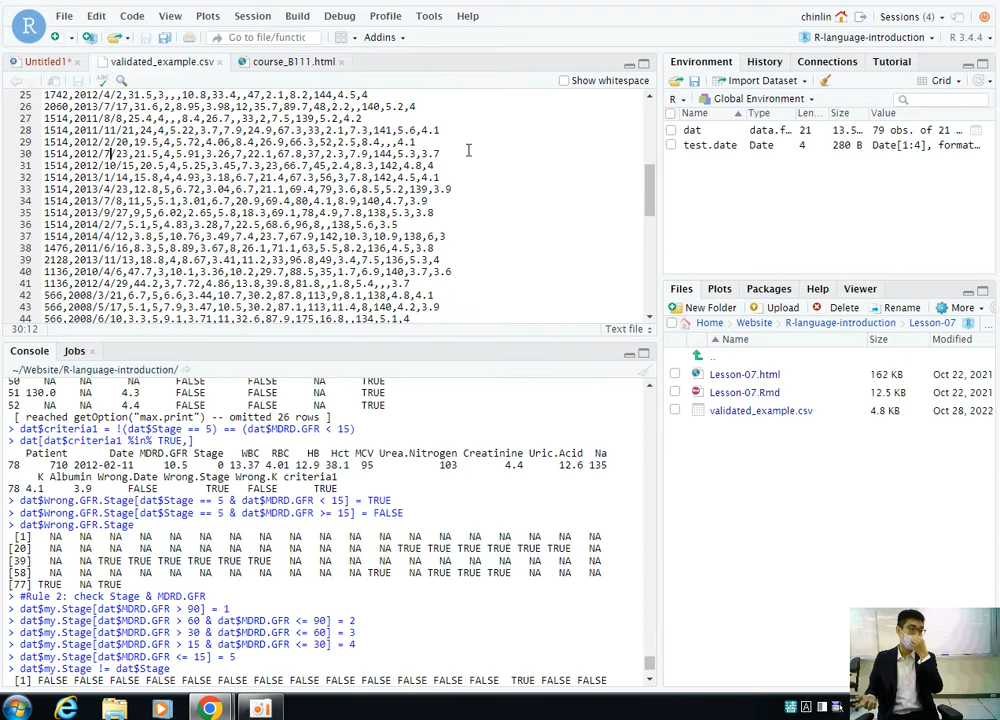 File Edit Code View Plots Session Build Debug Profile Tools Help
chinlin Sessions (4)
Go to file/functic Addins
R-language-introduction R 3.4.4
Untitled1* validated_example.csv course_B111.html
Show whitespace
25 1742,2012/4/2,31.5,3,,,10.8,33.4,,47,2.1,8.2,144,4.5,4
26 2060,2013/7/17,31.6,2,8.95,3.98,12,35.7,89.7,48,2.2,,140,5.2,4
27 1514,2011/8/8,25.4,4,,,8.4,26.7,,33,2,7.5,139,5.2,4.2
28 1514,2011/11/21,24,4,5.22,3.7,7.9,24.9,67.3,33,2.1,7.3,141,5.6,4.1
29 1514,2012/2/20,19.5,4,5.72,4.06,8.4,26.9,66.3,52,2.5,8.4,,,4.1
30 1514,2012/7/23,21.5,4,5.91,3.26,7,22.1,67.8,37,2.3,7.9,144,5.3,3.7
31 1514,2012/10/15,20.5,4,5.25,3.45,7.3,23,66.7,45,2.4,8.3,142,4.8,4
32 1514,2013/1/14,15.8,4,4.93,3.18,6.7,21.4,67.3,56,3,7.8,142,4.5,4.1
33 1514,2013/4/23,12.8,5,6.72,3.04,6.7,21.1,69.4,79,3.6,8.5,5.2,139,3.9
34 1514,2013/7/8,11,5,5.1,3.01,6.7,20.9,69.4,80,4.1,8.9,140,4.7,3.9
35 1514,2013/9/27,9,5,6.02,2.65,5.8,18.3,69.1,78,4.9,7.8,138,5.3,3.8
36 1514,2014/2/7,5.1,5,4.83,3.28,7,22.5,68.6,96,8,,138,5.6,3.5
37 1514,2014/4/12,3.8,5,10.76,3.49,7.4,23.7,67.9,142,10.3,10.9,138,6,3
38 1476,2011/6/16,8.3,5,8.89,3.67,8,26.1,71.1,63,5.5,8.2,136,4.5,3.8
39 2128,2013/11/13,18.8,4,8.67,3.41,11.2,33,96.8,49,3.4,7.5,136,5.3,4
40 1136,2010/4/6,47.7,3,10.1,3.36,10.2,29.7,88.5,35,1.7,6.9,140,3.7,3.6
41 1136,2012/4/29,44.2,3,7.72,4.86,13.8,39.8,81.8,,1.8,5.4,,,3.7
42 566,2008/3/21,6.7,5,6.6,3.44,10.7,30.2,87.8,113,9,8.1,138,4.8,4.1
43 566,2008/5/17,5.1,5,7.9,3.47,10.5,30.2,87.1,113,11.4,8,140,4.2,3.9
44 566,2008/6/10,3.3,5,9.1,3.71,11,32.6,87.9,175,16.8,,134,5.1,4
30:12 Text file
Console Jobs
~/Website/R-language-introduction/
50 NA NA NA FALSE FALSE NA TRUE
51 130.0 NA 4.3 FALSE FALSE NA TRUE
52 NA NA 4.4 FALSE FALSE NA TRUE
[ reached getOption("max.print") -- omitted 26 rows ]
> dat$criteria1 = !(dat$Stage == 5) == (dat$MDRD.GFR < 15)
> dat[dat$criteria1 %in% TRUE,]
Patient Date MDRD.GFR Stage WBC RBC HB Hct MCV Urea.Nitrogen Creatinine Uric.Acid Na
78 710 2012-02-11 10.5 0 13.37 4.01 12.9 38.1 95 103 4.4 12.6 135
K Albumin Wrong.Date Wrong.Stage Wrong.K criteria1
78 4.1 3.9 FALSE TRUE FALSE TRUE
> dat$Wrong.GFR.Stage[dat$Stage == 5 & dat$MDRD.GFR < 15] = TRUE
> dat$Wrong.GFR.Stage[dat$Stage == 5 & dat$MDRD.GFR >= 15] = FALSE
> dat$Wrong.GFR.Stage
[1] NA NA NA NA NA NA NA NA NA NA NA NA NA NA NA NA NA NA NA
[20] NA NA NA NA NA NA NA NA NA NA NA NA TRUE TRUE TRUE TRUE TRUE TRUE NA
[39] NA NA TRUE TRUE TRUE TRUE TRUE TRUE NA NA NA NA NA NA NA NA NA NA NA
[58] NA NA NA NA NA NA NA NA NA NA NA TRUE NA TRUE TRUE TRUE NA NA NA
[77] TRUE NA TRUE
> #Rule 2: check Stage & MDRD.GFR
> dat$my.Stage[dat$MDRD.GFR > 90] = 1
> dat$my.Stage[dat$MDRD.GFR > 60 & dat$MDRD.GFR <= 90] = 2
> dat$my.Stage[dat$MDRD.GFR > 30 & dat$MDRD.GFR <= 60] = 3
> dat$my.Stage[dat$MDRD.GFR > 15 & dat$MDRD.GFR <= 30] = 4
> dat$my.Stage[dat$MDRD.GFR <= 15] = 5
> dat$my.Stage != dat$Stage
[1] FALSE FALSE FALSE FALSE FALSE FALSE FALSE FALSE FALSE FALSE FALSE TRUE FALSE FALSE
Environment History Connections Tutorial
Import Dataset Grid
R Global Environment
Name Type Len... Size Value
dat data.f... 21 13.5... 79 obs. of 21 ...
test.date Date 4 280 B Date[1:4], format...
Files Plots Packages Help Viewer
New Folder Upload Delete Rename More
Home Website R-language-introduction Lesson-07 ...
Name Size Modified
..
Lesson-07.html 162 KB Oct 22, 2021
Lesson-07.Rmd 12.5 KB Oct 22, 2021
validated_example.csv 4.8 KB Oct 28, 2022